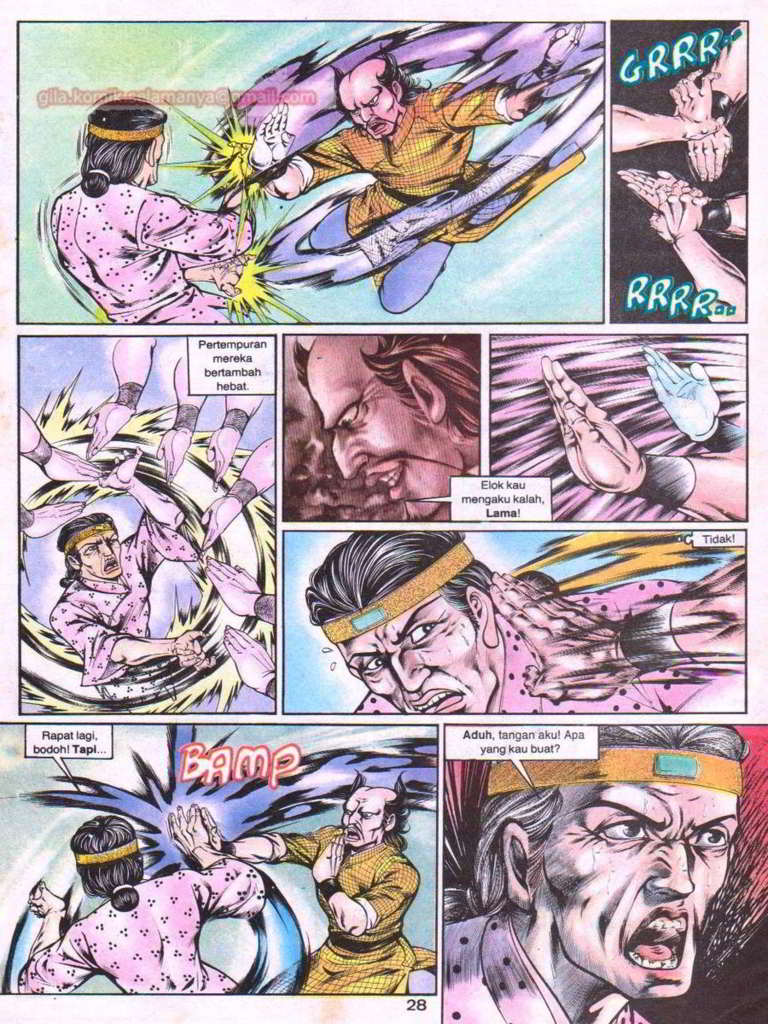 gila.komik.selamanya@gmail.com
GRRR..
RRRR..
Pertempuran
mereka
bertambah
hebat.
Elok kau
mengaku kalah,
Lama!
Tidak!
Rapat lagi,
bodoh! Tapi...
BAMP
Aduh, tangan aku! Apa
yang kau buat?
28